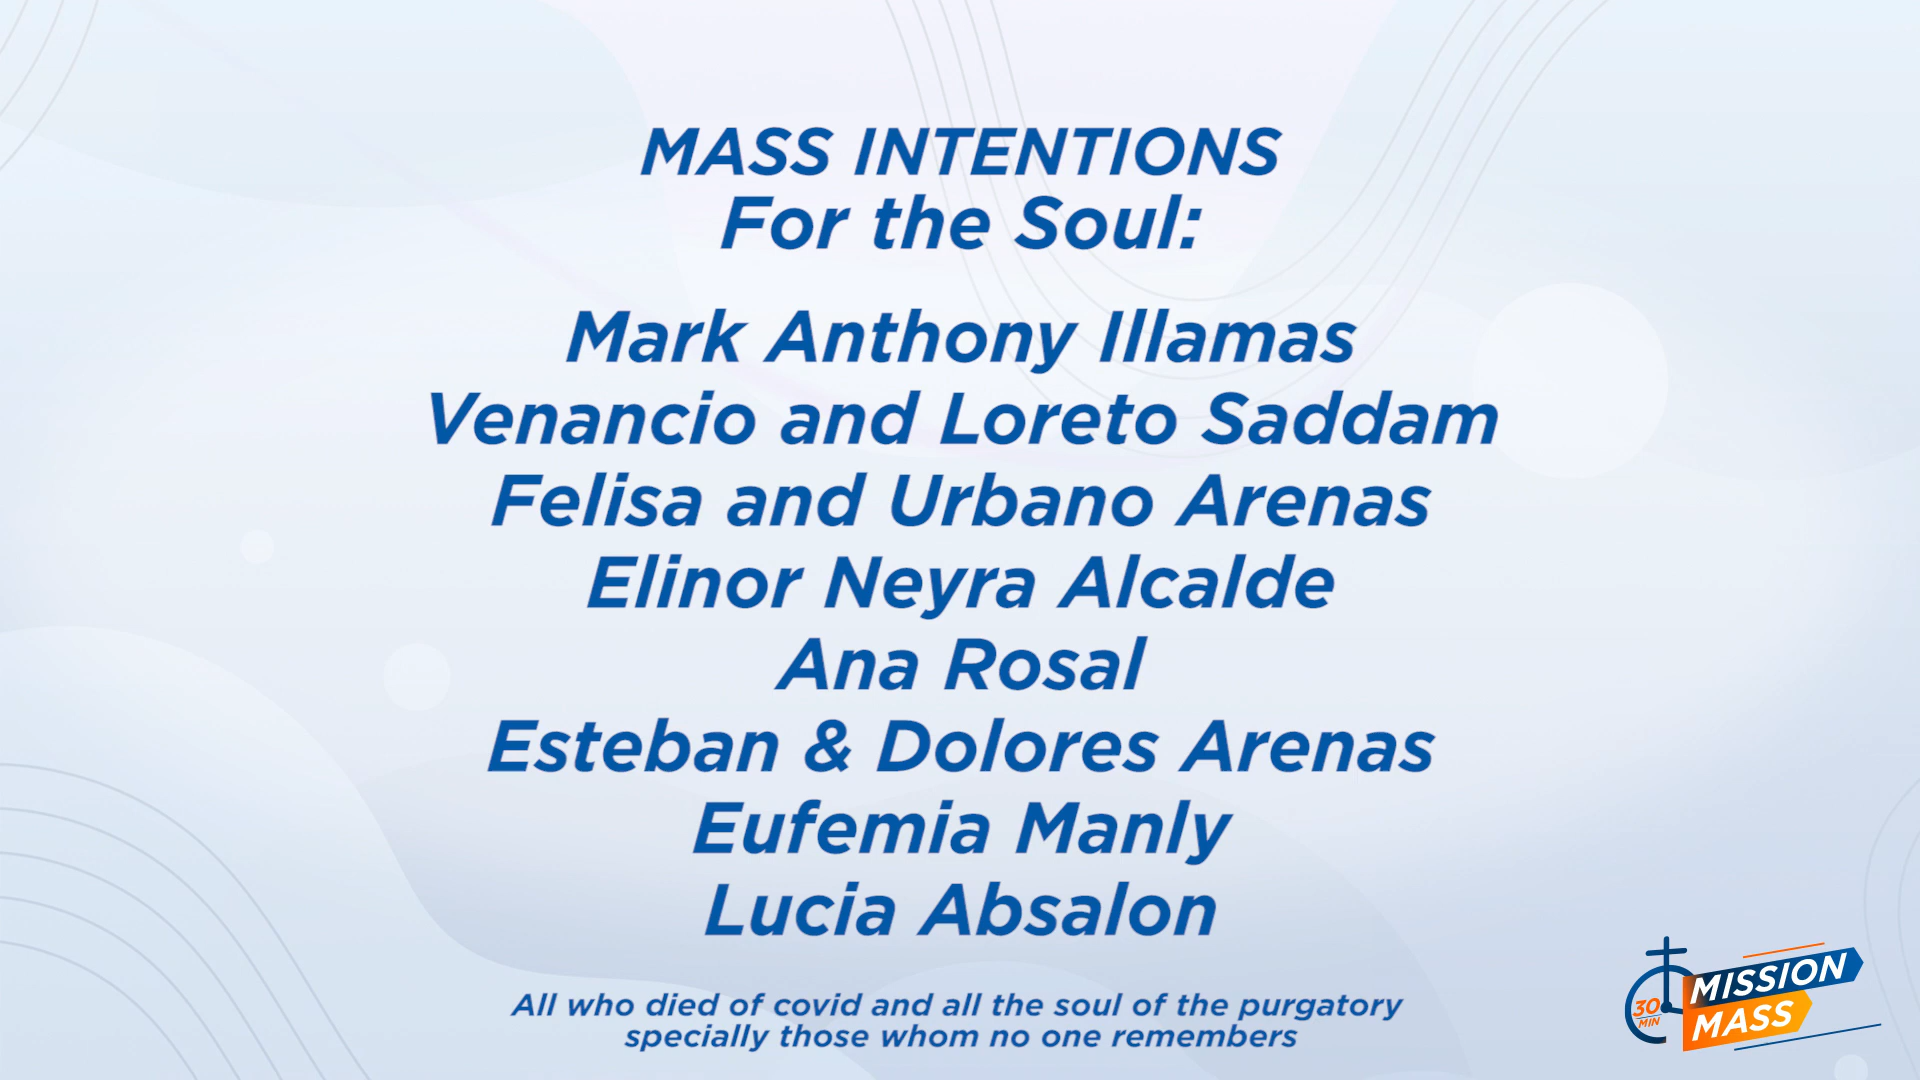 MASS INTENTIONS
For the Soul:
Mark Anthony Illamas
Venancio and Loreto Saddam
Felisa and Urbano Arenas
Elinor Neyra Alcalde
Ana Rosal
Esteban & Dolores Arenas
Eufemia Manly
Lucia Absalon
All who died of covid and all the soul of the purgatory
specially those whom no one remembers
30
MIN
MISSION
MASS